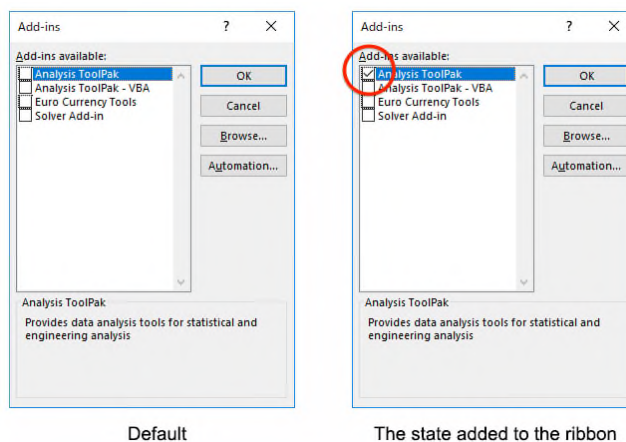 Add-ins ? ×
Add-ins available:
Analysis ToolPak
Analysis ToolPak - VBA
Euro Currency Tools
Solver Add-in
OK
Cancel
Browse...
Automation...
Analysis ToolPak
Provides data analysis tools for statistical and
engineering analysis
Default
Add-ins ? ×
Add-ins available:
Analysis ToolPak
Analysis ToolPak - VBA
Euro Currency Tools
Solver Add-in
OK
Cancel
Browse...
Automation...
Analysis ToolPak
Provides data analysis tools for statistical and
engineering analysis
The state added to the ribbon